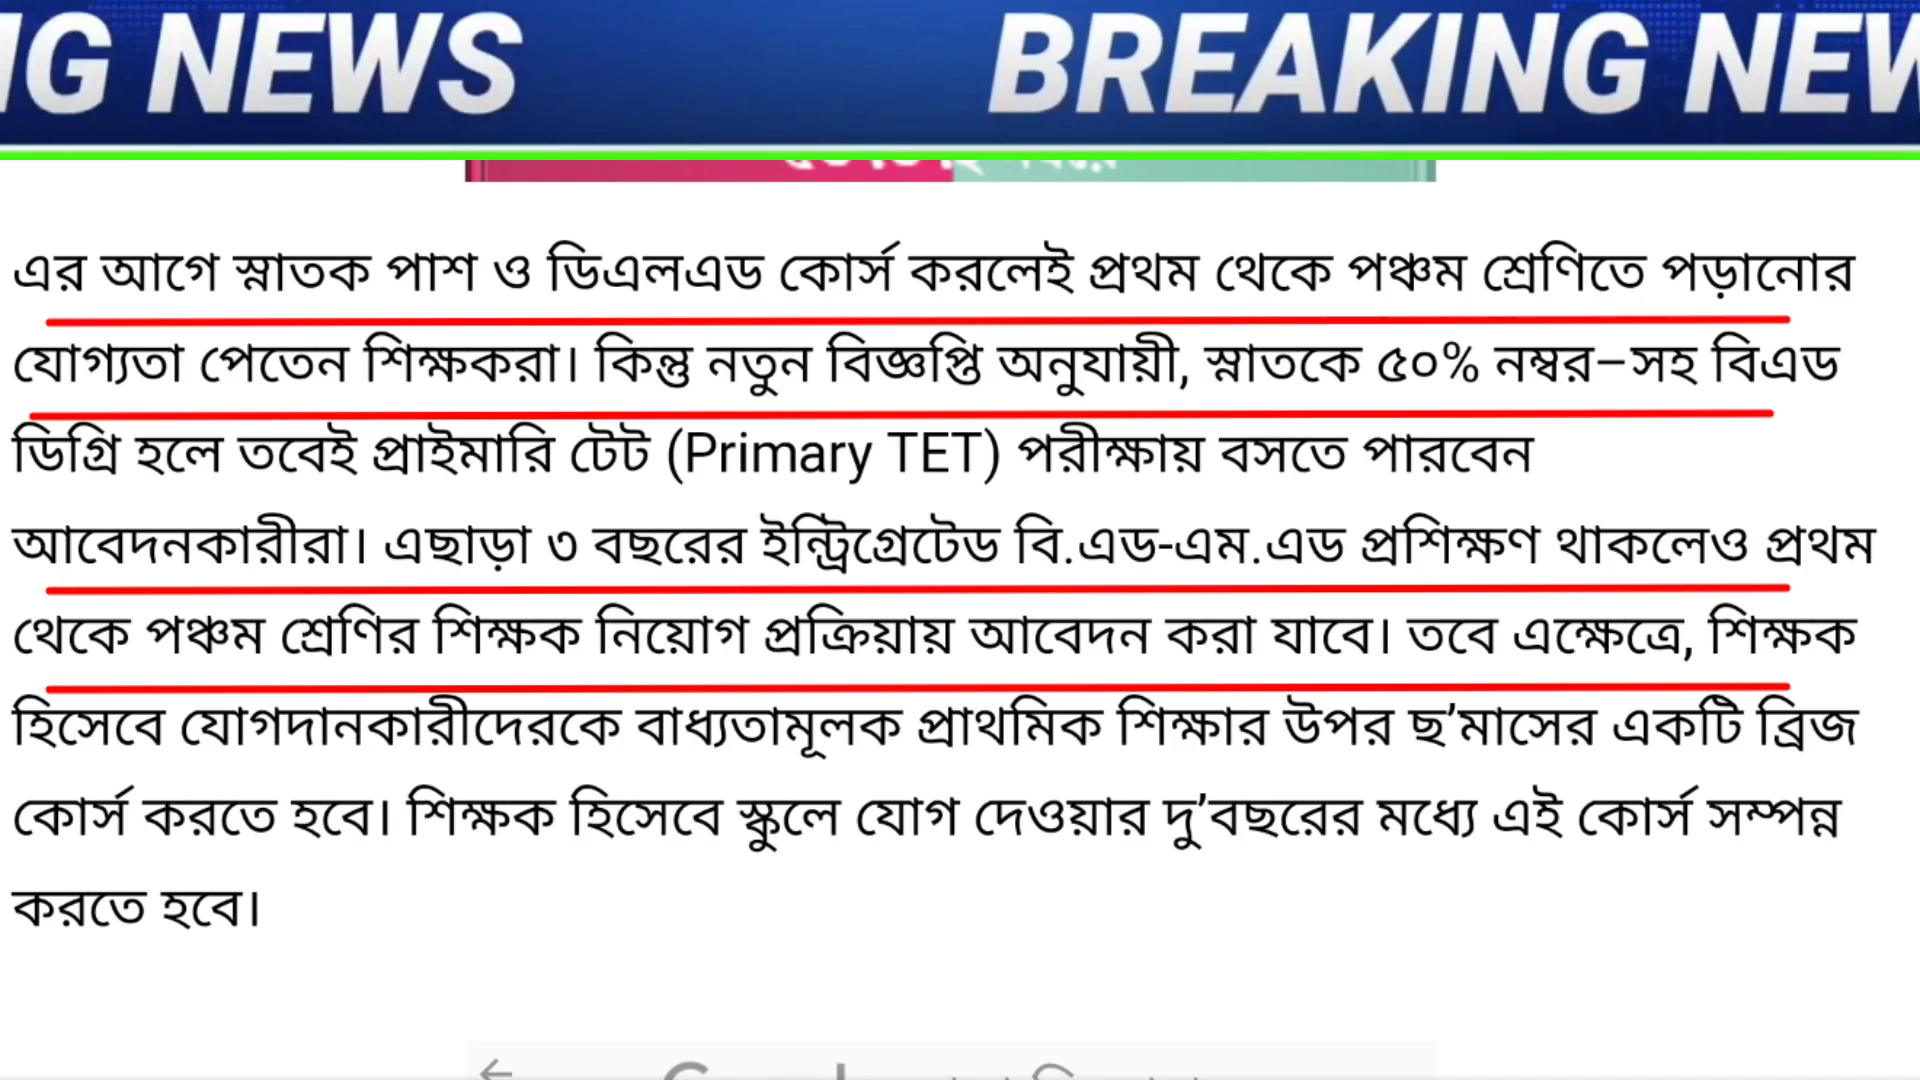 NG NEWS BREAKING NEW
এর আগে স্নাতক পাশ ও ডিএলএড কোর্স করলেই প্রথম থেকে পঞ্চম শ্রেণিতে পড়ানোর
যোগ্যতা পেতেন শিক্ষকরা। কিন্তু নতুন বিজ্ঞপ্তি অনুযায়ী, স্নাতকে ৫০% নম্বর–সহ বিএড
ডিগ্রি হলে তবেই প্রাইমারি টেট (Primary TET) পরীক্ষায় বসতে পারবেন
আবেদনকারীরা। এছাড়া ৩ বছরের ইন্ট্রিগ্রেটেড বি.এড-এম.এড প্রশিক্ষণ থাকলেও প্রথম
থেকে পঞ্চম শ্রেণির শিক্ষক নিয়োগ প্রক্রিয়ায় আবেদন করা যাবে। তবে এক্ষেত্রে, শিক্ষক
হিসেবে যোগদানকারীদেরকে বাধ্যতামূলক প্রাথমিক শিক্ষার উপর ছ’মাসের একটি ব্রিজ
কোর্স করতে হবে। শিক্ষক হিসেবে স্কুলে যোগ দেওয়ার দু’বছরের মধ্যে এই কোর্স সম্পন্ন
করতে হবে।